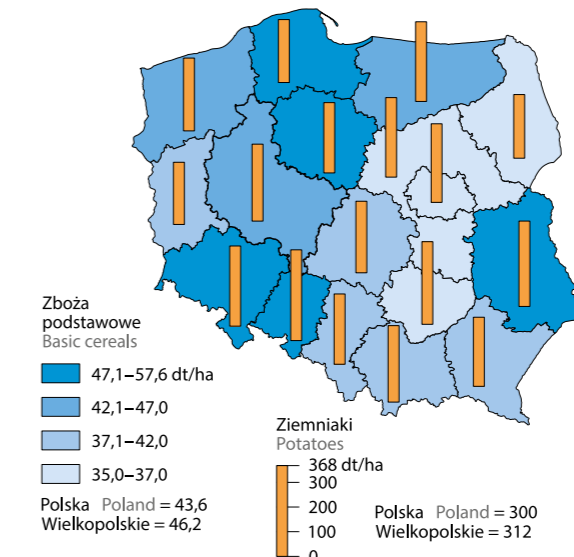 Zboża
podstawowe
Basic cereals
47,1–57,6 dt/ha
42,1–47,0
37,1–42,0
35,0–37,0
Polska Poland = 43,6
Wielkopolskie = 46,2
Ziemniaki
Potatoes
368 dt/ha
300
200
100
0
Polska Poland = 300
Wielkopolskie = 312